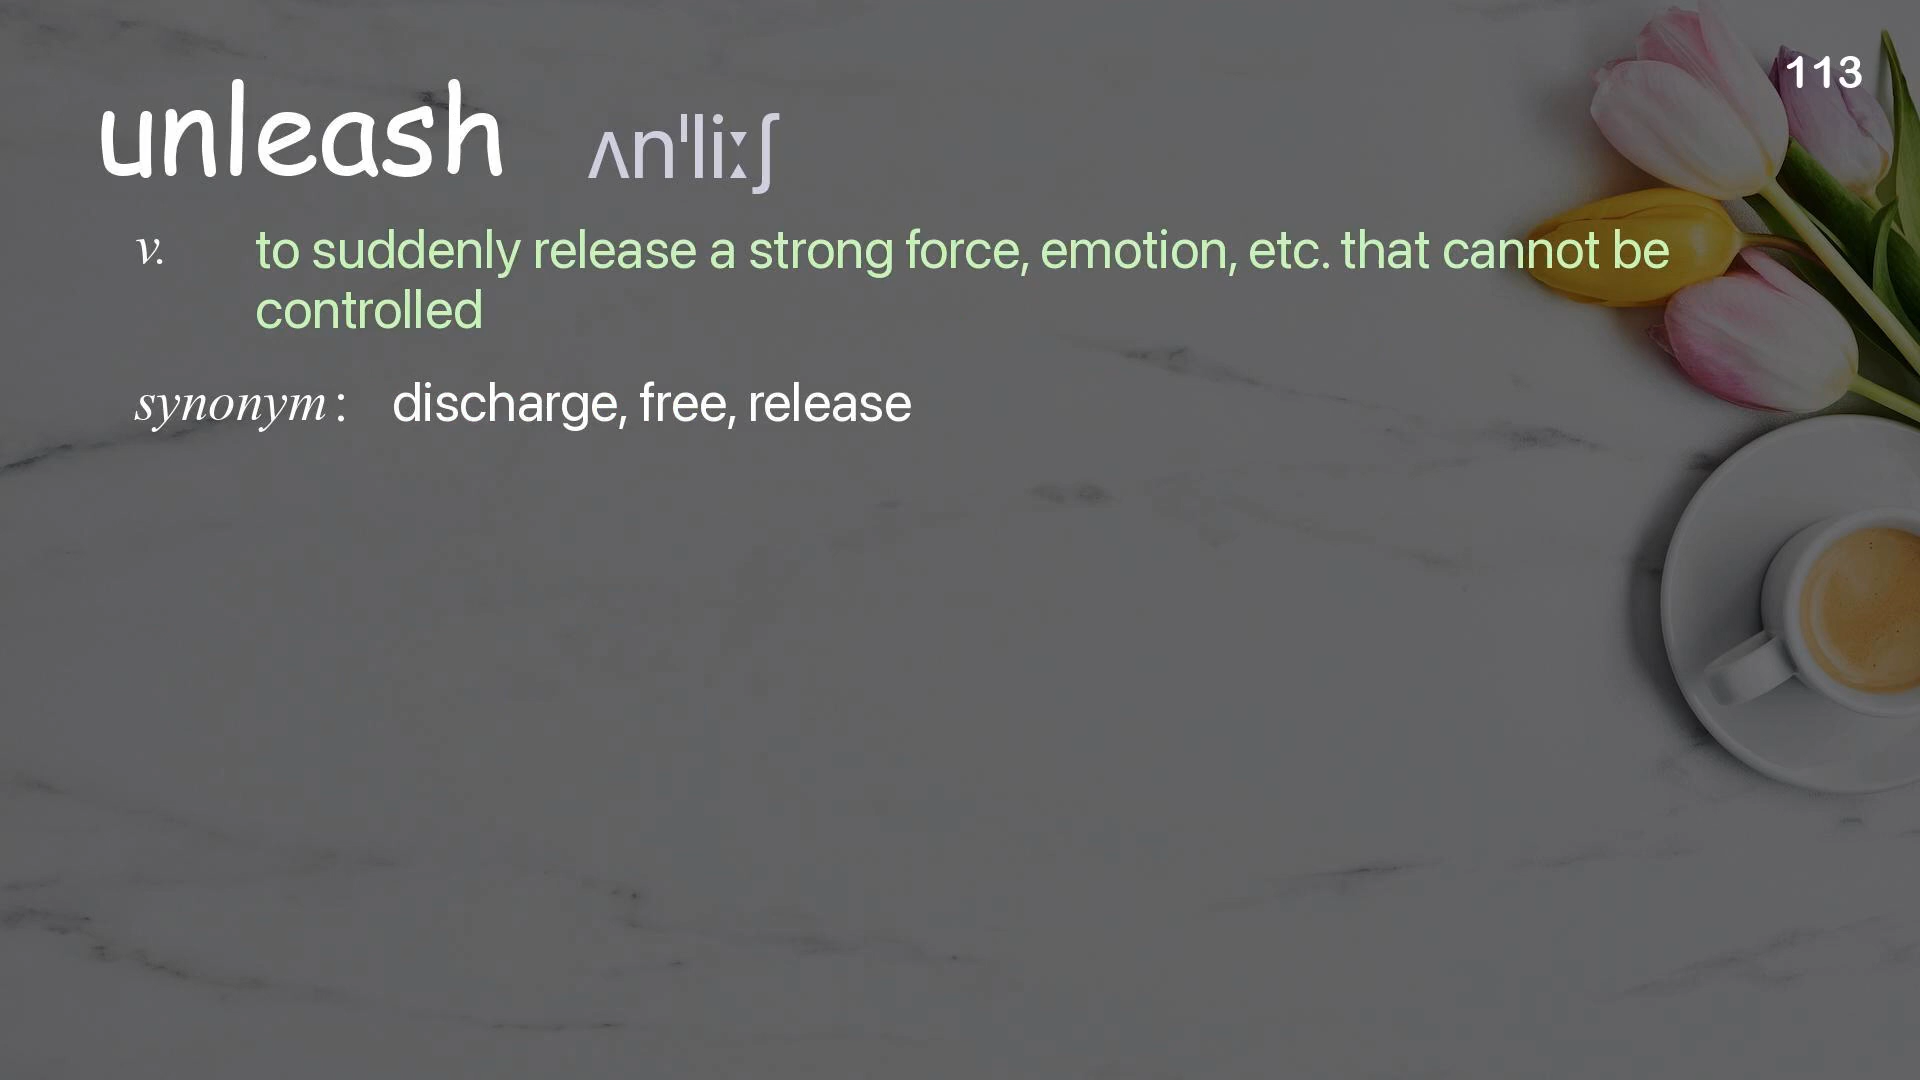 113
unleash ʌnˈliːʃ
v. to suddenly release a strong force, emotion, etc. that cannot be
controlled
synonym : discharge, free, release